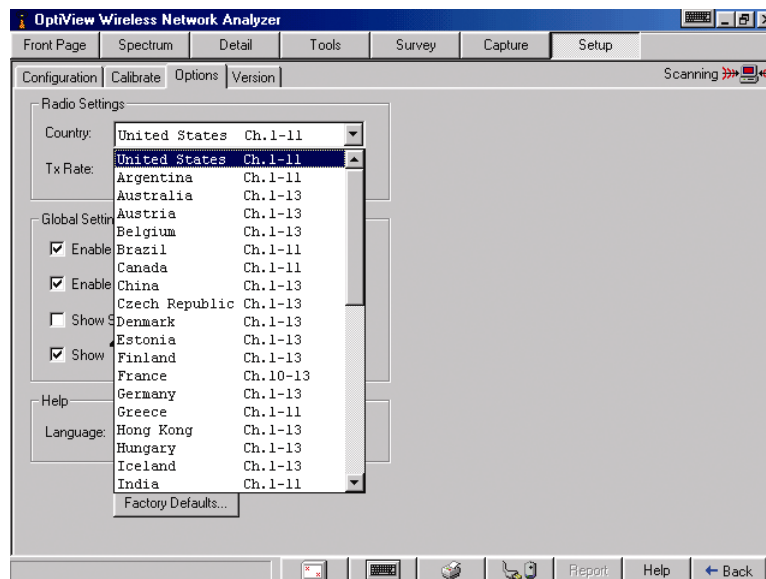 OptiView Wireless Network Analyzer
Front Page Spectrum Detail Tools Survey Capture Setup
Configuration Calibrate Options Version Scanning
Radio Settings
Country: United States Ch.1-11
Tx Rate:
United States Ch.1-11
Argentina Ch.1-11
Australia Ch.1-13
Austria Ch.1-13
Belgium Ch.1-13
Brazil Ch.1-11
Canada Ch.1-11
China Ch.1-13
Czech Republic Ch.1-13
Denmark Ch.1-13
Estonia Ch.1-13
Finland Ch.1-13
France Ch.10-13
Germany Ch.1-13
Greece Ch.1-11
Hong Kong Ch.1-13
Hungary Ch.1-13
Iceland Ch.1-13
India Ch.1-11
Global Settin
Enable
Enable
Show S
Show
Help
Language:
Factory Defaults...
Report Help Back